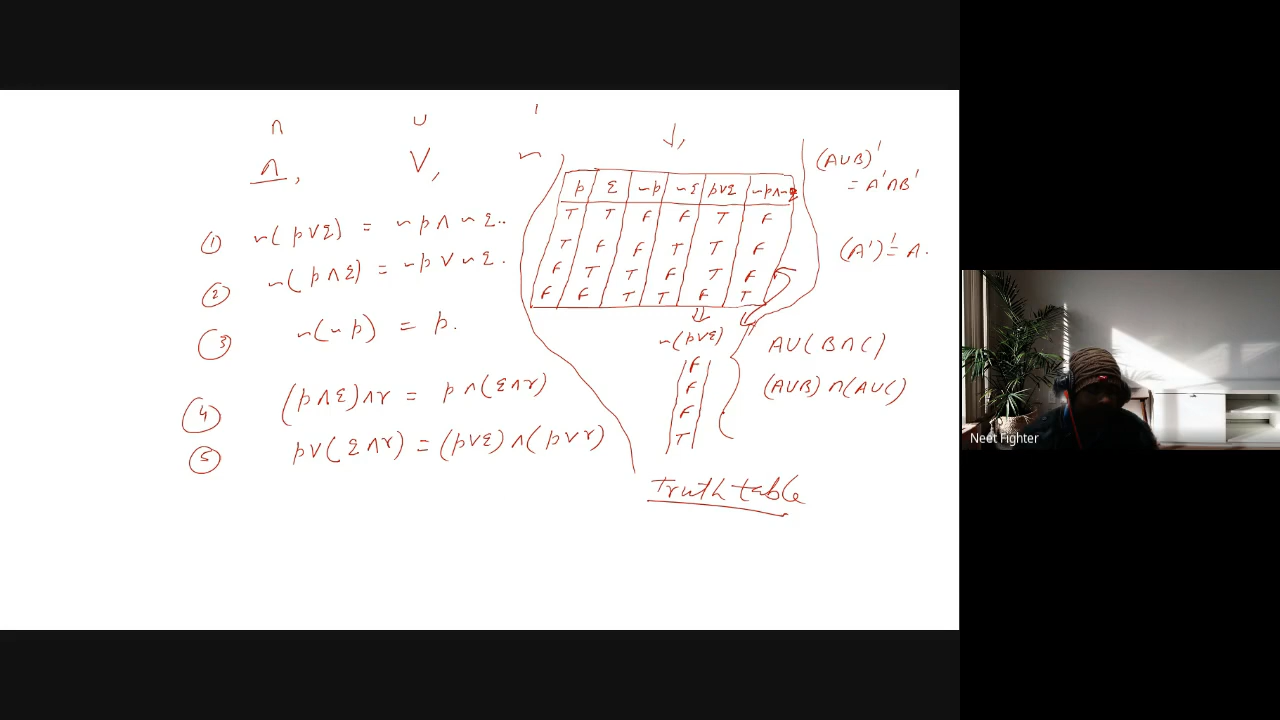 ∩ ∪ '
∧, ∨, ~
① ~(p∨Σ) = ~p∧~Σ..
② ~(p∧Σ) = ~p∨~Σ.
③ ~(~p) = p.
④ (p∧Σ)∧r = p∧(Σ∧r)
⑤ p∨(Σ∧r) = (p∨Σ)∧(p∨r)
↓,
p Σ ~p ~Σ p∨Σ ~p∧~Σ
T T F F T F
T F F T T F
F T T F T F
F F T T F T
⇓
~(p∨Σ)
F
F
F
T
Truth table
(A∪B)'
= A'∩B'
(A')' = A.
A∪(B∩C)
(A∪B)∩(A∪C)
Neet Fighter